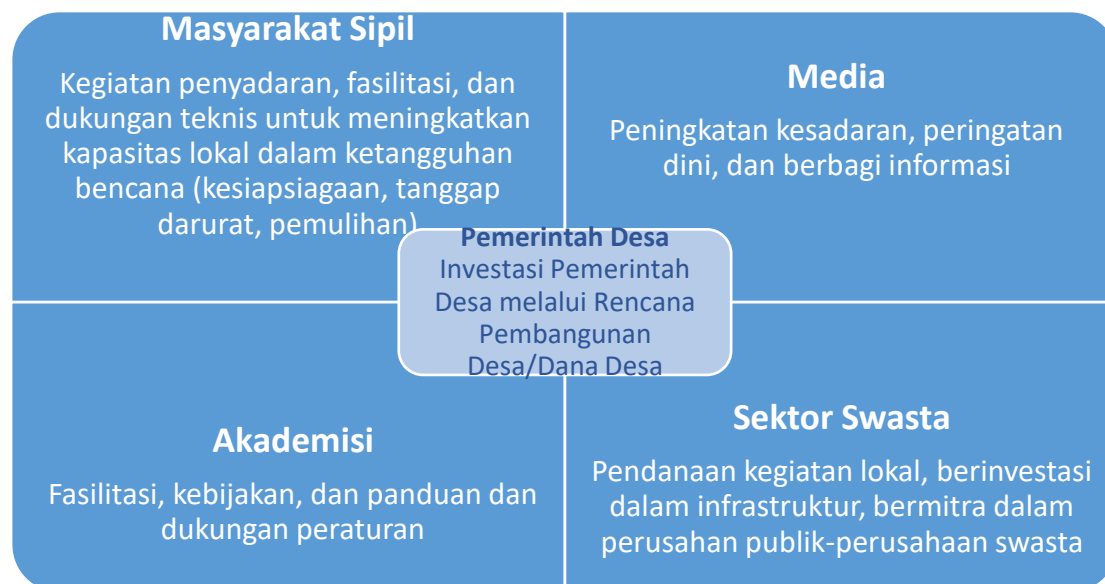 Masyarakat Sipil
Kegiatan penyadaran, fasilitasi, dan
dukungan teknis untuk meningkatkan
kapasitas lokal dalam ketangguhan
bencana (kesiapsiagaan, tanggap
darurat, pemulihan)
Media
Peningkatan kesadaran, peringatan
dini, dan berbagi informasi
Pemerintah Desa
Investasi Pemerintah
Desa melalui Rencana
Pembangunan
Desa/Dana Desa
Akademisi
Fasilitasi, kebijakan, dan panduan dan
dukungan peraturan
Sektor Swasta
Pendanaan kegiatan lokal, berinvestasi
dalam infrastruktur, bermitra dalam
perusahan publik-perusahaan swasta